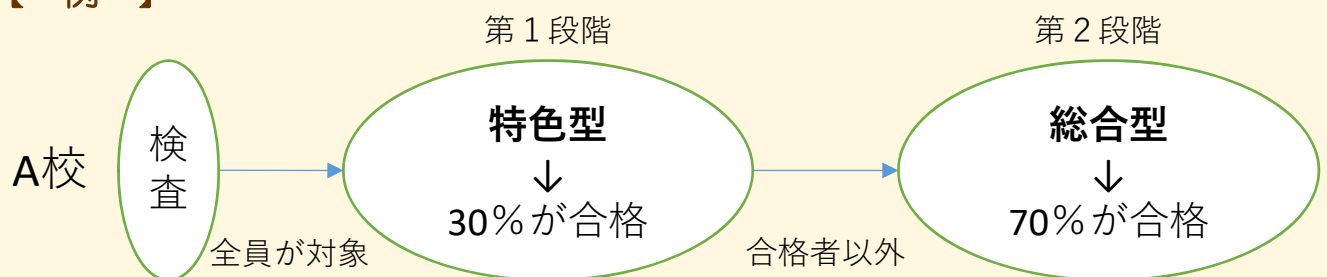 【 例 】
第１段階
第２段階
A校
検査
特色型
↓
30％が合格
総合型
↓
70％が合格
全員が対象
合格者以外